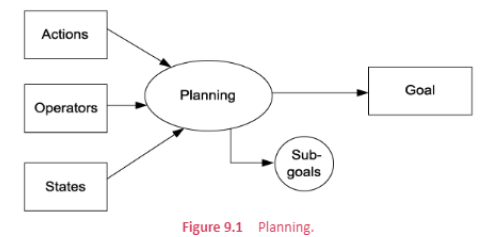 Actions
Operators
States
Planning
Goal
Sub-
goals
Figure 9.1 Planning.